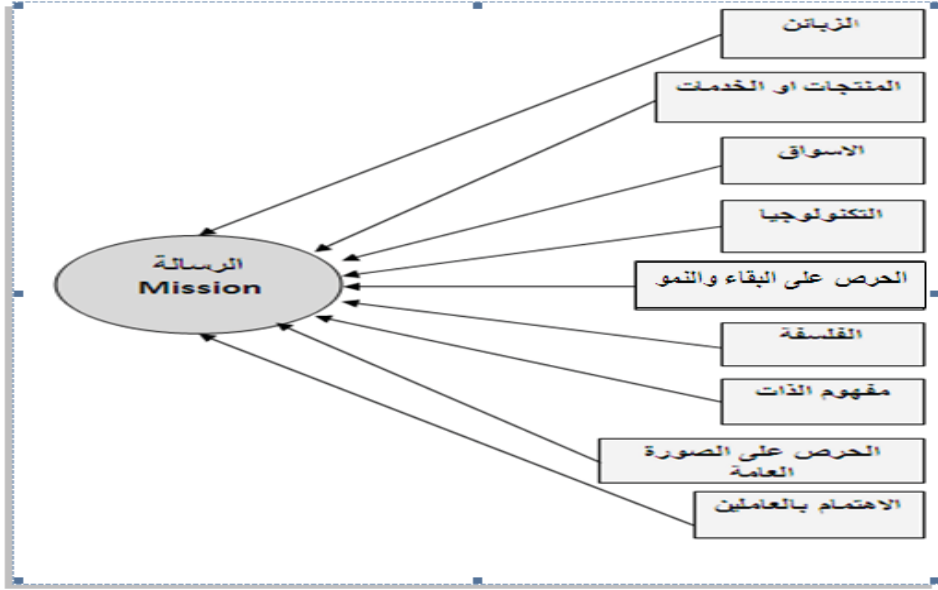 الزبائن
المنتجات او الخدمات
الاسواق
التكنولوجيا
الرسالة
Mission
الحرص على البقاء والنمو
الفلسفة
مفهوم الذات
الحرص على الصورة
العامة
الاهتمام بالعاملين